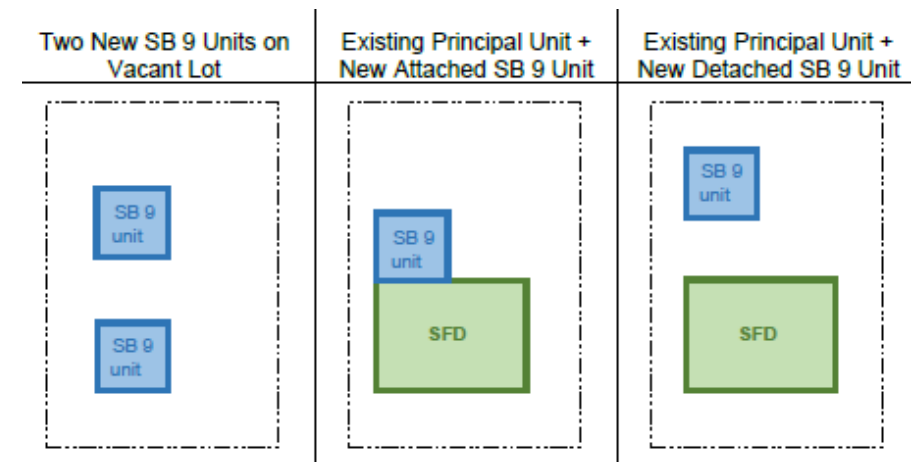 Two New SB 9 Units on
Vacant Lot
Existing Principal Unit +
New Attached SB 9 Unit
Existing Principal Unit +
New Detached SB 9 Unit
SB 9
unit
SB 9
unit
SB 9
unit
SFD
SB 9
unit
SFD